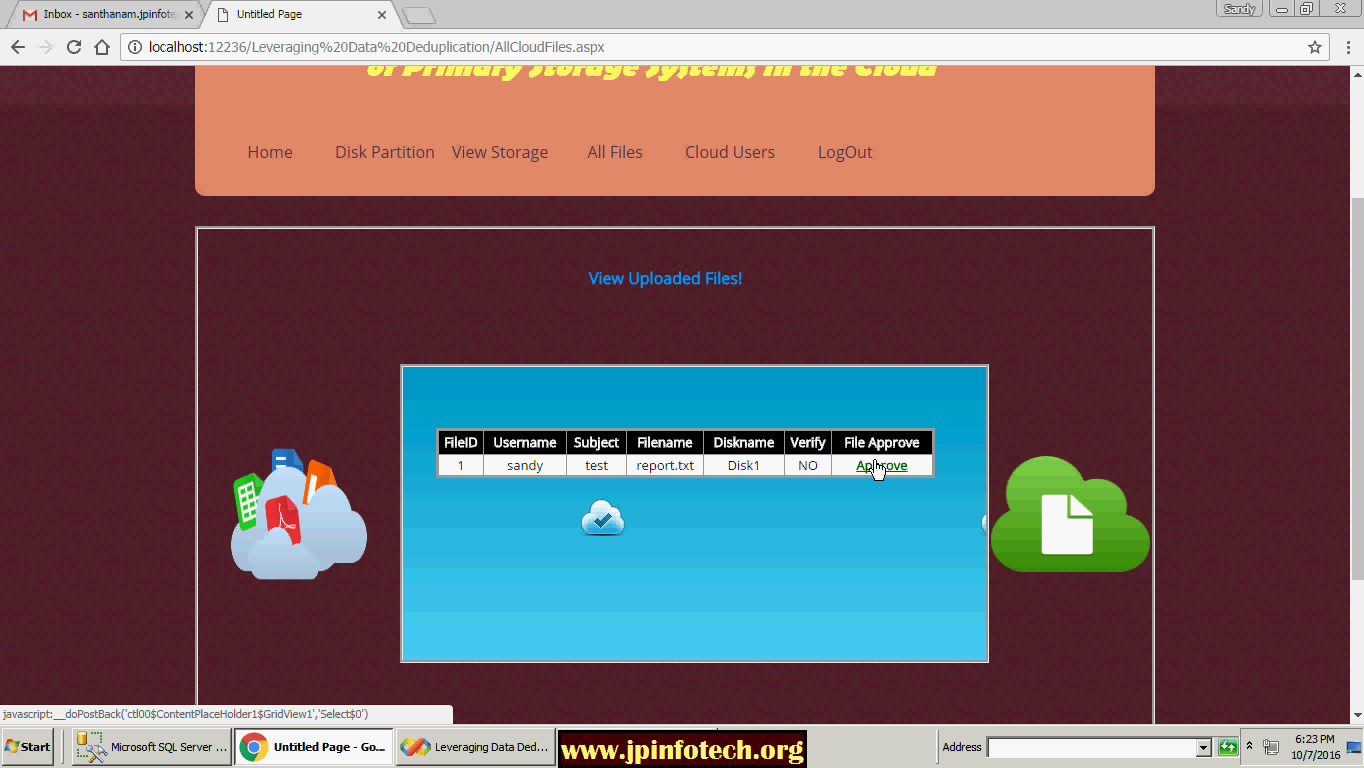 Inbox - santhanam.jpinfote
Untitled Page
Sandy
localhost:12236/Leveraging%20Data%20Deduplication/AllCloudFiles.aspx
of Primary Storage Systems in the Cloud
Home Disk Partition View Storage All Files Cloud Users LogOut
View Uploaded Files!
FileID Username Subject Filename Diskname Verify File Approve
1 sandy test report.txt Disk1 NO Approve
javascript:__doPostBack('ctl00$ContentPlaceHolder1$GridView1','Select$0')
Start Microsoft SQL Server ... Untitled Page - Go... Leveraging Data Ded... www.jpinfotech.org Address 6:23 PM
10/7/2016